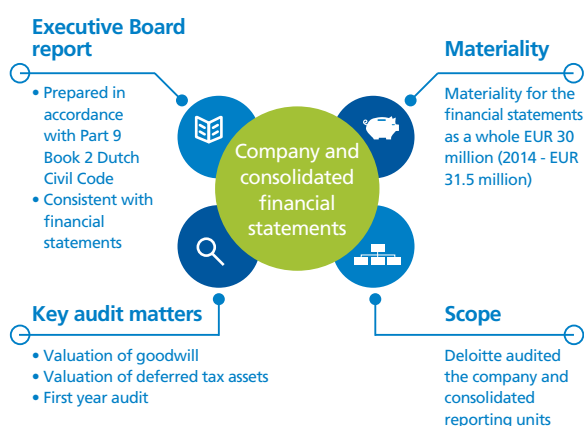 Executive Board
report
• Prepared in
accordance
with Part 9
Book 2 Dutch
Civil Code
• Consistent with
financial
statements
Company and
consolidated
financial
statements
Materiality
Materiality for the
financial statements
as a whole EUR 30
million (2014 - EUR
31.5 million)
Key audit matters
• Valuation of goodwill
• Valuation of deferred tax assets
• First year audit
Scope
Deloitte audited
the company and
consolidated
reporting units